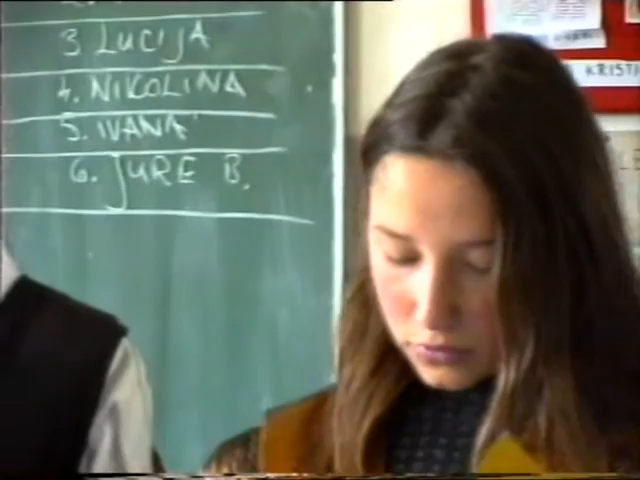 3 LUCIJA
4. NIKOLINA
5. IVANA
6. JURE B.
KRISTI